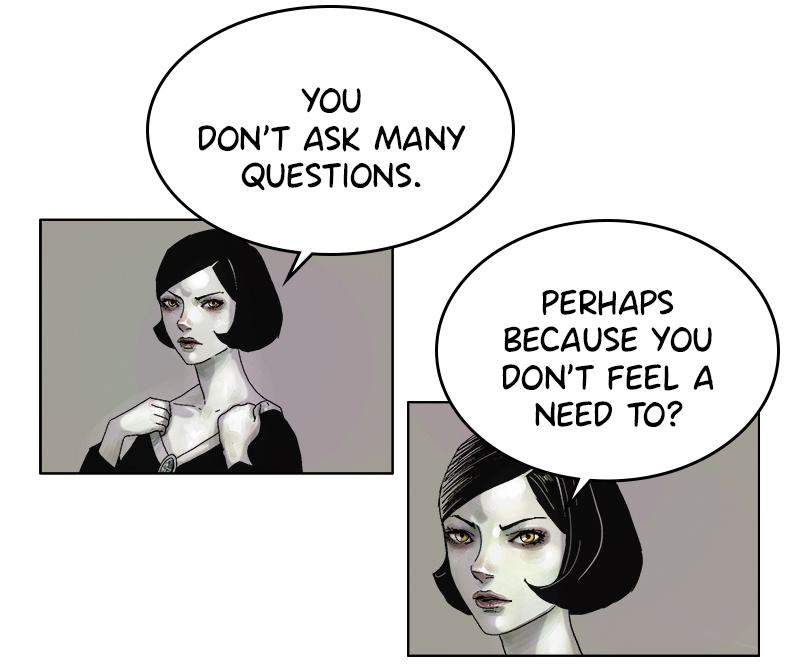 YOU
DON'T ASK MANY
QUESTIONS.
PERHAPS
BECAUSE YOU
DON'T FEEL A
NEED TO?